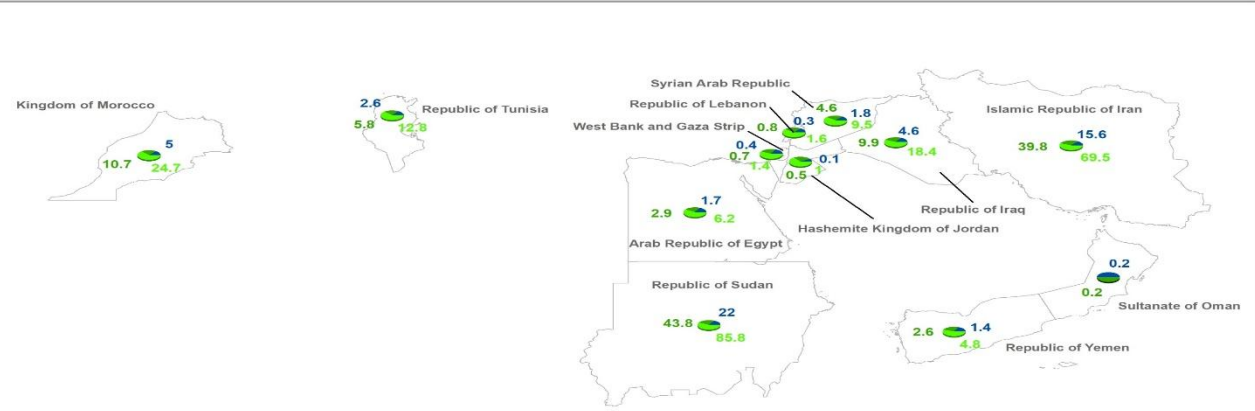 Kingdom of Morocco
5
10.7
24.7
2.6
Republic of Tunisia
5.8
12.8
Syrian Arab Republic
4.6
1.8
9.5
Republic of Lebanon
0.3
0.8
1.6
West Bank and Gaza Strip
0.4
0.7
1.4
4.6
9.9
18.4
Republic of Iraq
0.1
0.5
1
Hashemite Kingdom of Jordan
Islamic Republic of Iran
15.6
39.8
69.5
1.7
2.9
6.2
Arab Republic of Egypt
Republic of Sudan
22
43.8
85.8
0.2
0.2
Sultanate of Oman
1.4
2.6
4.8
Republic of Yemen